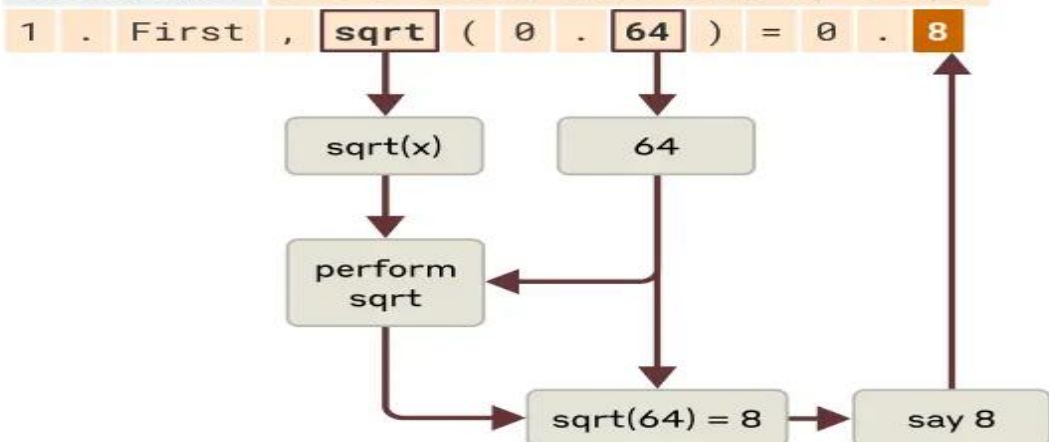 1 . First , sqrt ( 0 . 64 ) = 0 . 8
sqrt(x)
64
perform
sqrt
sqrt(64) = 8
say 8